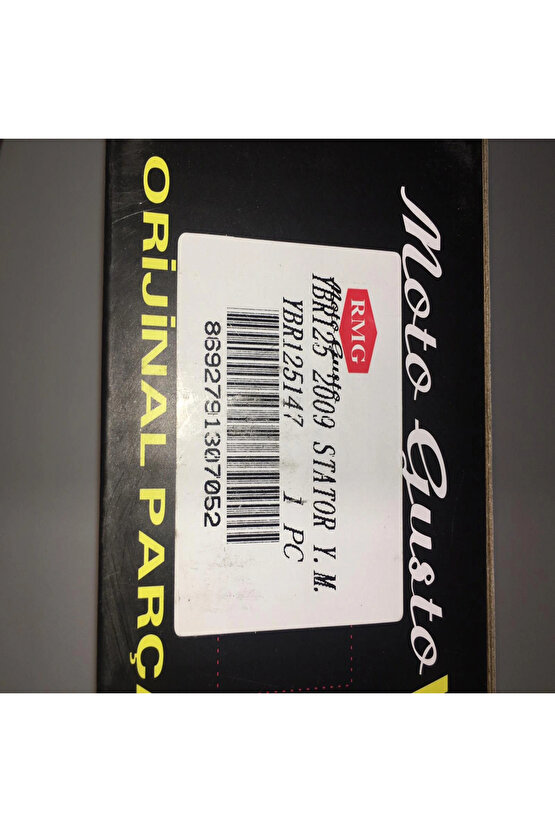 Moto Gusto
RMG
YBR125 2009 STATOR Y.M.
YBR125147 1 PC
8692791307052
ORİJİNAL PARÇA